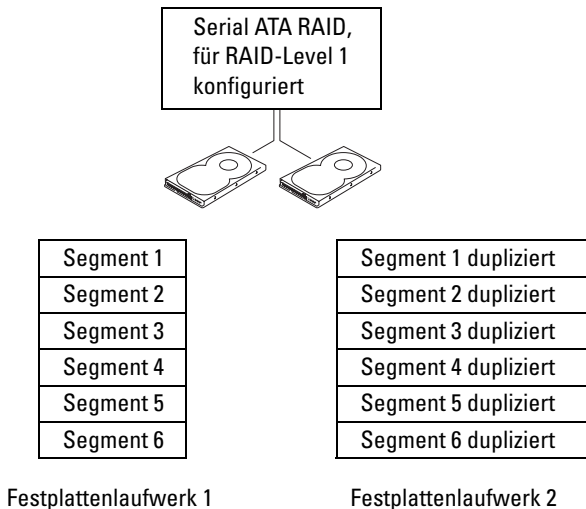 Serial ATA RAID,
für RAID-Level 1
konfiguriert
Segment 1
Segment 2
Segment 3
Segment 4
Segment 5
Segment 6
Festplattenlaufwerk 1
Segment 1 dupliziert
Segment 2 dupliziert
Segment 3 dupliziert
Segment 4 dupliziert
Segment 5 dupliziert
Segment 6 dupliziert
Festplattenlaufwerk 2